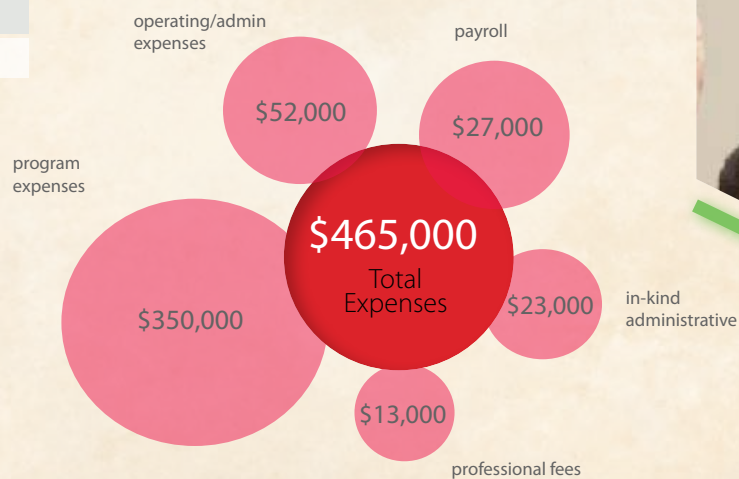 operating/admin
expenses
$52,000
payroll
$27,000
program
expenses
$350,000
$465,000
Total
Expenses
$23,000
in-kind
administrative
$13,000
professional fees